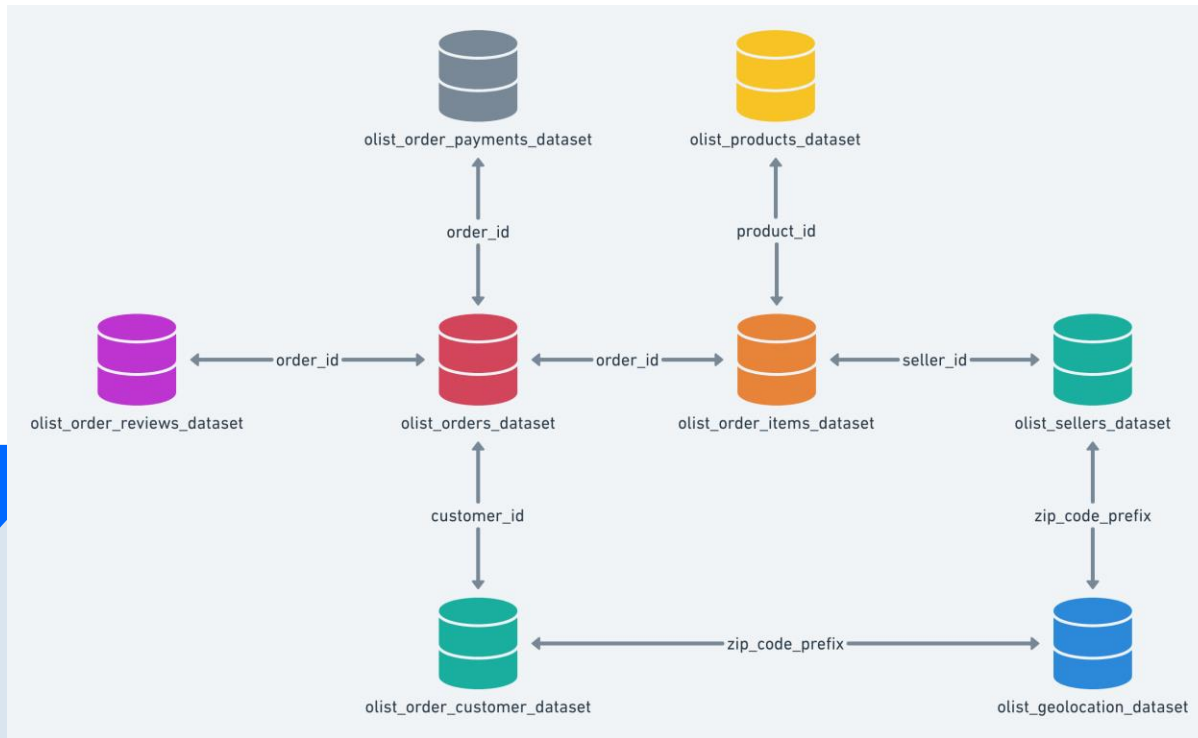 olist_order_payments_dataset
olist_products_dataset
order_id
product_id
order_id
order_id
seller_id
olist_order_reviews_dataset
olist_orders_dataset
olist_order_items_dataset
olist_sellers_dataset
customer_id
zip_code_prefix
zip_code_prefix
olist_order_customer_dataset
olist_geolocation_dataset